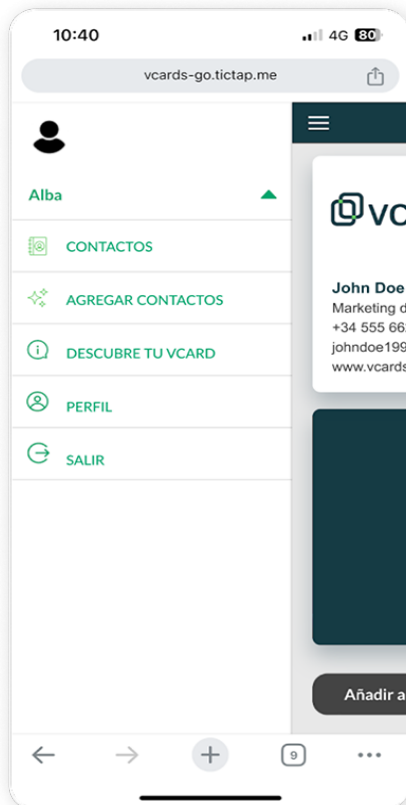 10:40
4G 80
vcards-go.tictap.me
Alba
CONTACTOS
AGREGAR CONTACTOS
DESCUBRE TU VCARD
PERFIL
SALIR
vc
John Doe
Marketing d
+34 555 66
johndoe199
www.vcards
Añadir a
9